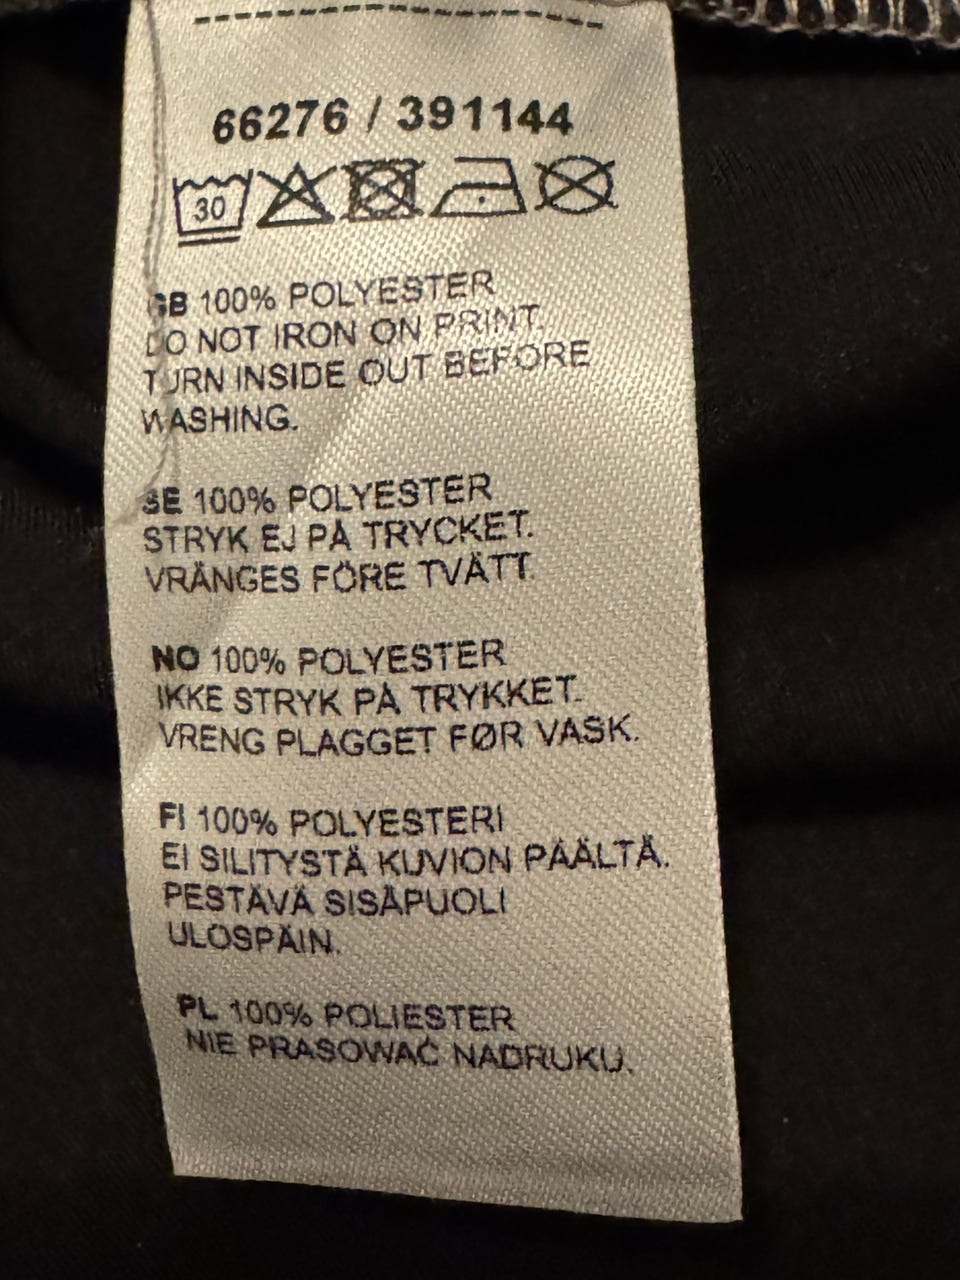 66276 / 391144
30
GB 100% POLYESTER
DO NOT IRON ON PRINT.
TURN INSIDE OUT BEFORE
WASHING.
SE 100% POLYESTER
STRYK EJ PÅ TRYCKET.
VRÄNGES FÖRE TVÄTT.
NO 100% POLYESTER
IKKE STRYK PÅ TRYKKET.
VRENG PLAGGET FØR VASK.
FI 100% POLYESTERI
EI SILITYSTÄ KUVION PÄÄLTÄ.
PESTÄVÄ SISÄPUOLI
ULOSPÄIN.
PL 100% POLIESTER
NIE PRASOWAĆ NADRUKU.